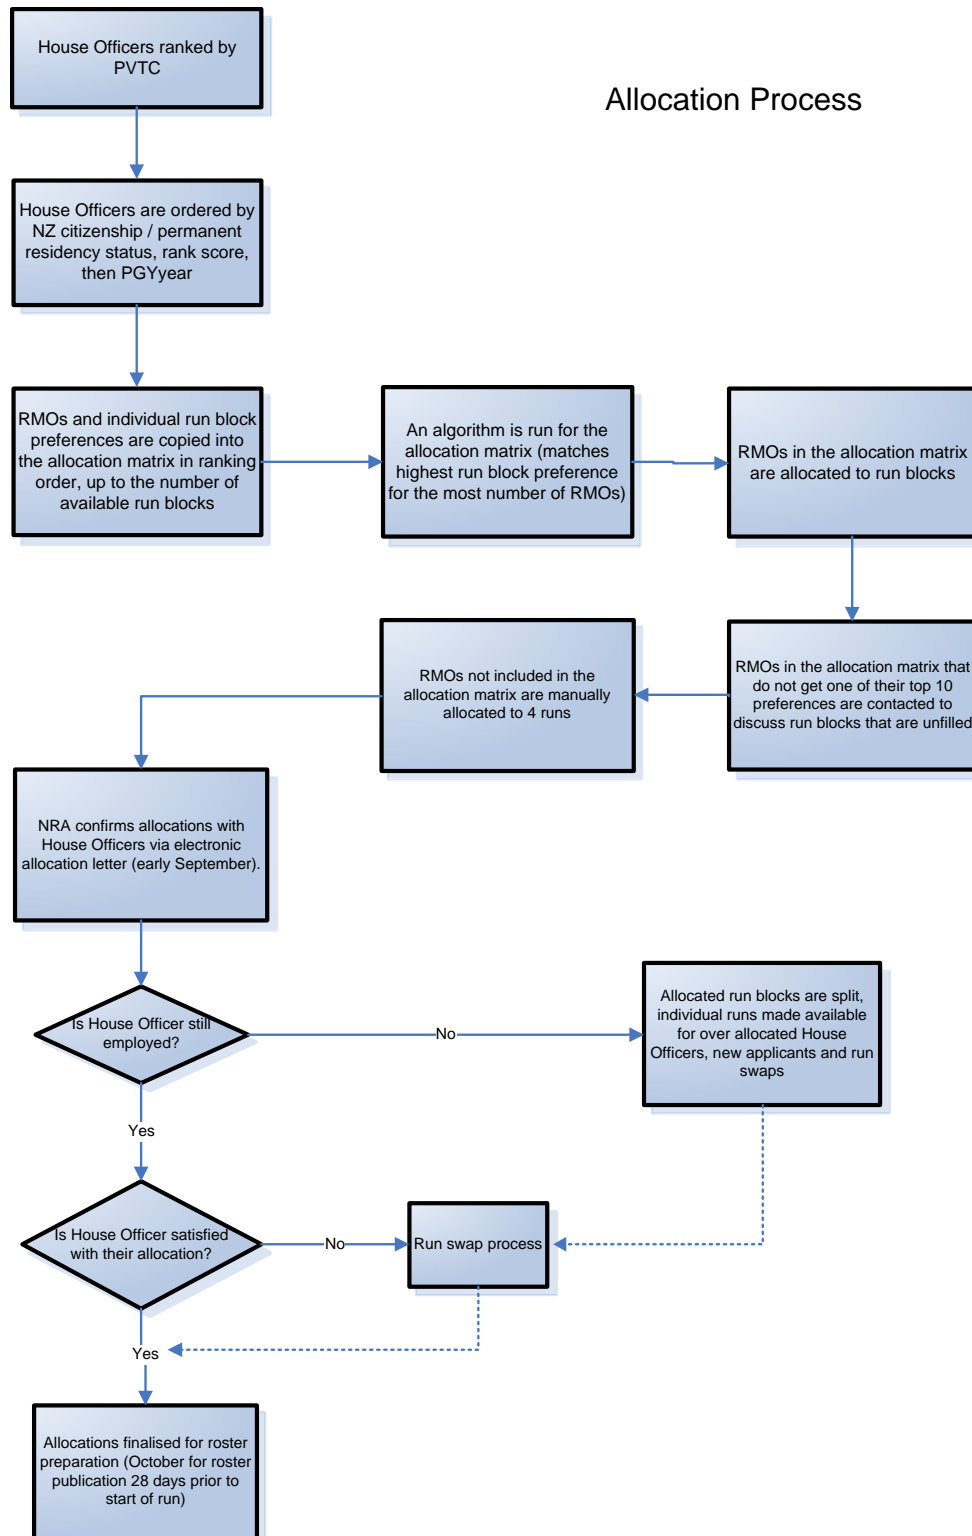 House Officers ranked by
PVTC
Allocation Process
House Officers are ordered by
NZ citizenship / permanent
residency status, rank score,
then PGYyear
RMOs and individual run block
preferences are copied into
the allocation matrix in ranking
order, up to the number of
available run blocks
An algorithm is run for the
allocation matrix (matches
highest run block preference
for the most number of RMOs)
RMOs in the allocation matrix
are allocated to run blocks
RMOs in the allocation matrix that
do not get one of their top 10
preferences are contacted to
discuss run blocks that are unfilled
RMOs not included in the
allocation matrix are manually
allocated to 4 runs
NRA confirms allocations with
House Officers via electronic
allocation letter (early September).
Is House Officer still
employed?
No
Allocated run blocks are split,
individual runs made available
for over allocated House
Officers, new applicants and run
swaps
Yes
Is House Officer satisfied
with their allocation?
No
Run swap process
Yes
Allocations finalised for roster
preparation (October for roster
publication 28 days prior to
start of run)